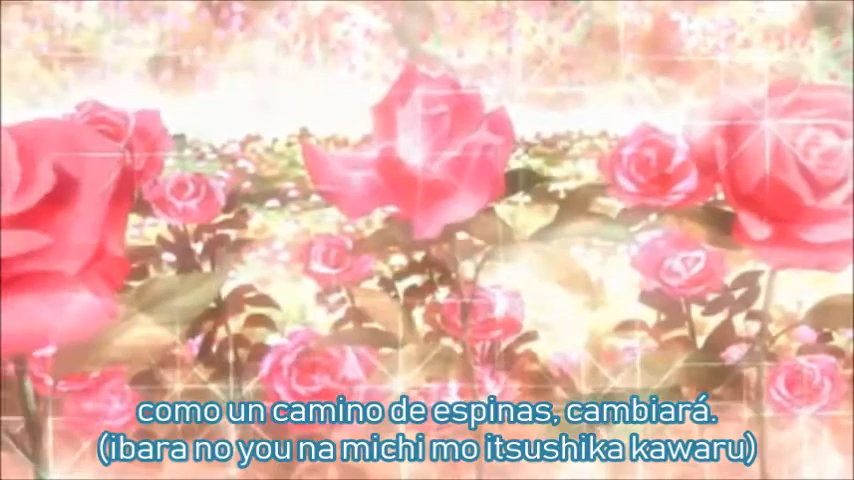 como un camino de espinas, cambiará.
(ibara no you na michi mo itsushika kawaru)